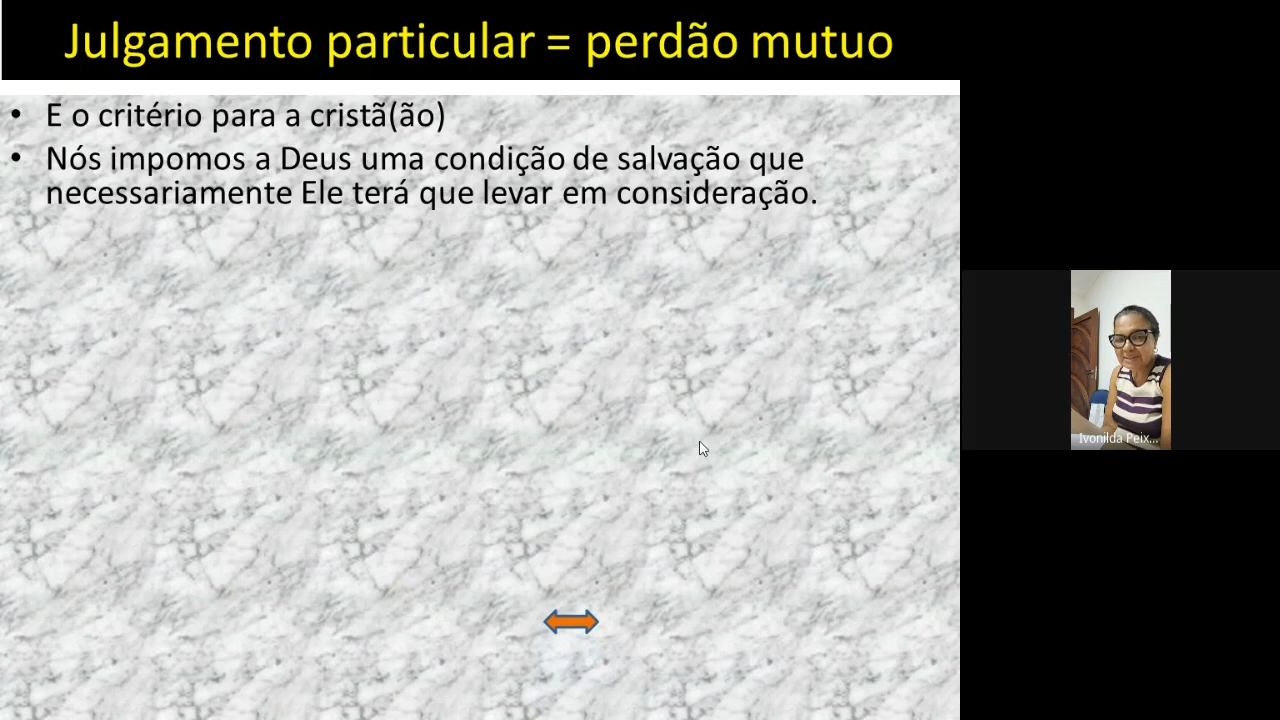 Julgamento particular = perdão mutuo
• E o critério para a cristã(ão)
• Nós impomos a Deus uma condição de salvação que
necessariamente Ele terá que levar em consideração.
Ivonilda Peix...